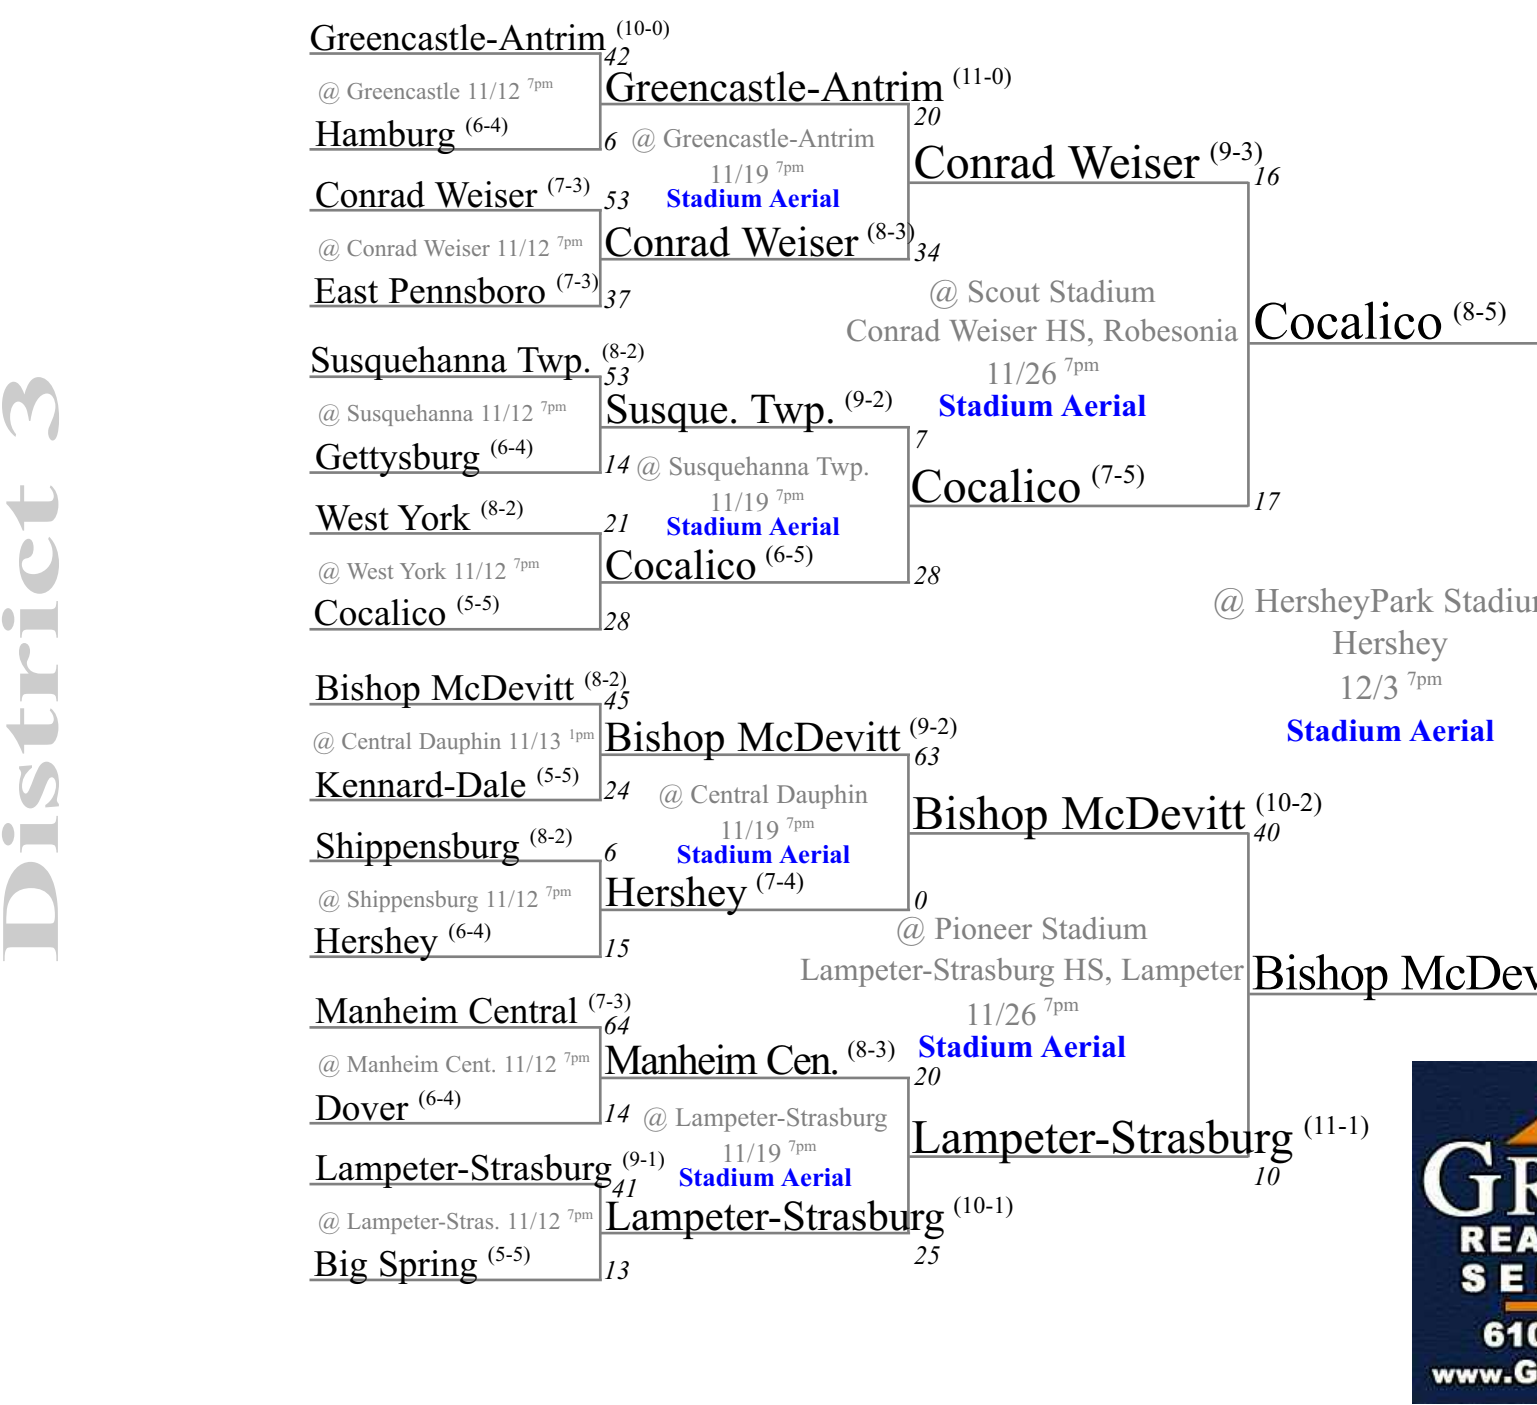 District 3
Greencastle-Antrim (10-0)
42
@ Greencastle 11/12 7pm
Hamburg (6-4)
6
Greencastle-Antrim (11-0)
20
@ Greencastle-Antrim
11/19 7pm
Stadium Aerial
Conrad Weiser (7-3)
53
@ Conrad Weiser 11/12 7pm
East Pennsboro (7-3)
37
Conrad Weiser (8-3)
34
Conrad Weiser (9-3)
16
@ Scout Stadium
Conrad Weiser HS, Robesonia
11/26 7pm
Stadium Aerial
Susquehanna Twp. (8-2)
53
@ Susquehanna 11/12 7pm
Gettysburg (6-4)
14
Susque. Twp. (9-2)
7
@ Susquehanna Twp.
11/19 7pm
Stadium Aerial
West York (8-2)
21
@ West York 11/12 7pm
Cocalico (5-5)
28
Cocalico (6-5)
28
Cocalico (7-5)
17
Cocalico (8-5)
@ HersheyPark
Hershey
12/3 7pm
Stadium Aerial
Bishop McDevitt (8-2)
45
@ Central Dauphin 11/13 1pm
Kennard-Dale (5-5)
24
Bishop McDevitt (9-2)
63
@ Central Dauphin
11/19 7pm
Stadium Aerial
Shippensburg (8-2)
6
@ Shippensburg 11/12 7pm
Hershey (6-4)
15
Hershey (7-4)
0
Bishop McDevitt (10-2)
40
@ Pioneer Stadium
Lampeter-Strasburg HS, Lampeter
11/26 7pm
Stadium Aerial
Manheim Central (7-3)
64
@ Manheim Cent. 11/12 7pm
Dover (6-4)
14
Manheim Cen. (8-3)
20
@ Lampeter-Strasburg
11/19 7pm
Stadium Aerial
Lampeter-Strasburg (9-1)
41
@ Lampeter-Stras. 11/12 7pm
Big Spring (5-5)
13
Lampeter-Strasburg (10-1)
25
Lampeter-Strasburg (11-1)
10
Bishop
610